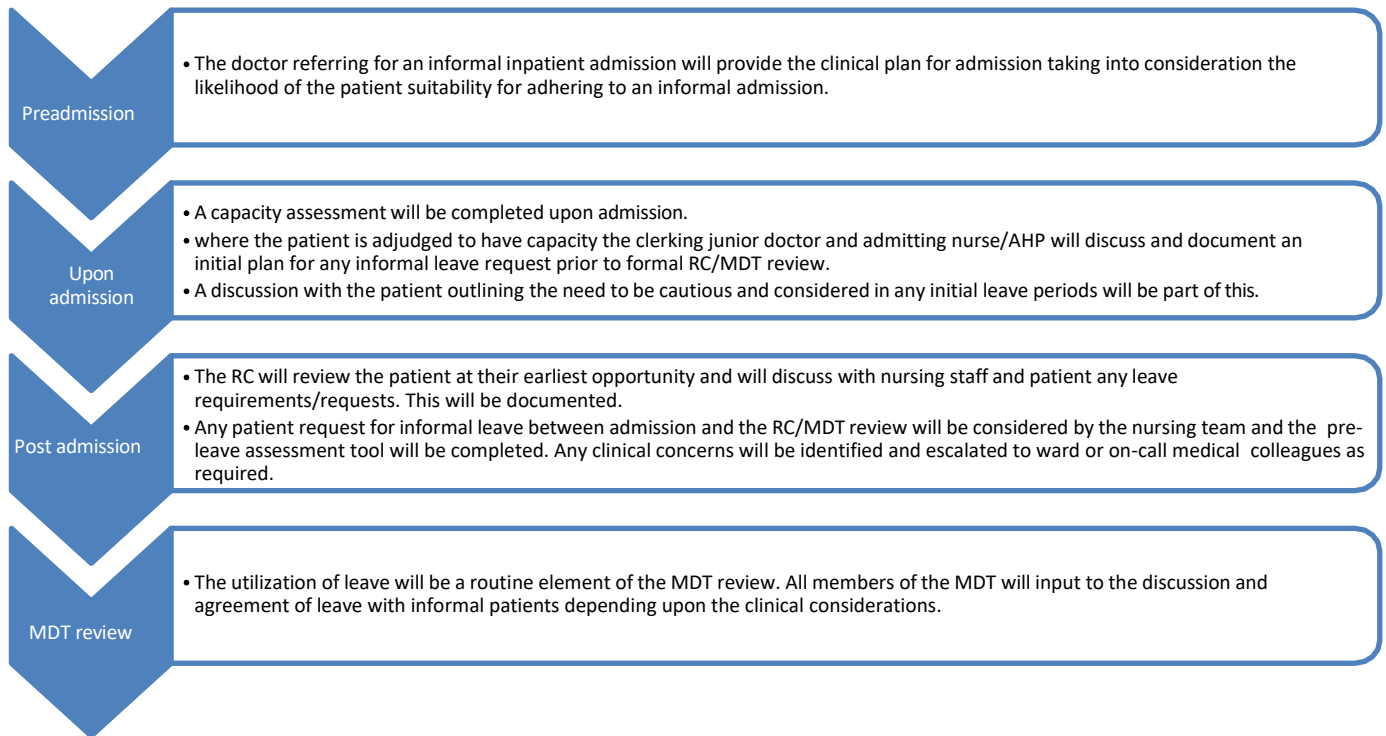 Preadmission
• The doctor referring for an informal inpatient admission will provide the clinical plan for admission taking into consideration the
likelihood of the patient suitability for adhering to an informal admission.
Upon
admission
• A capacity assessment will be completed upon admission.
• where the patient is adjudged to have capacity the clerking junior doctor and admitting nurse/AHP will discuss and document an
initial plan for any informal leave request prior to formal RC/MDT review.
• A discussion with the patient outlining the need to be cautious and considered in any initial leave periods will be part of this.
Post admission
• The RC will review the patient at their earliest opportunity and will discuss with nursing staff and patient any leave
requirements/requests. This will be documented.
• Any patient request for informal leave between admission and the RC/MDT review will be considered by the nursing team and the pre-
leave assessment tool will be completed. Any clinical concerns will be identified and escalated to ward or on-call medical colleagues as
required.
MDT review
• The utilization of leave will be a routine element of the MDT review. All members of the MDT will input to the discussion and
agreement of leave with informal patients depending upon the clinical considerations.